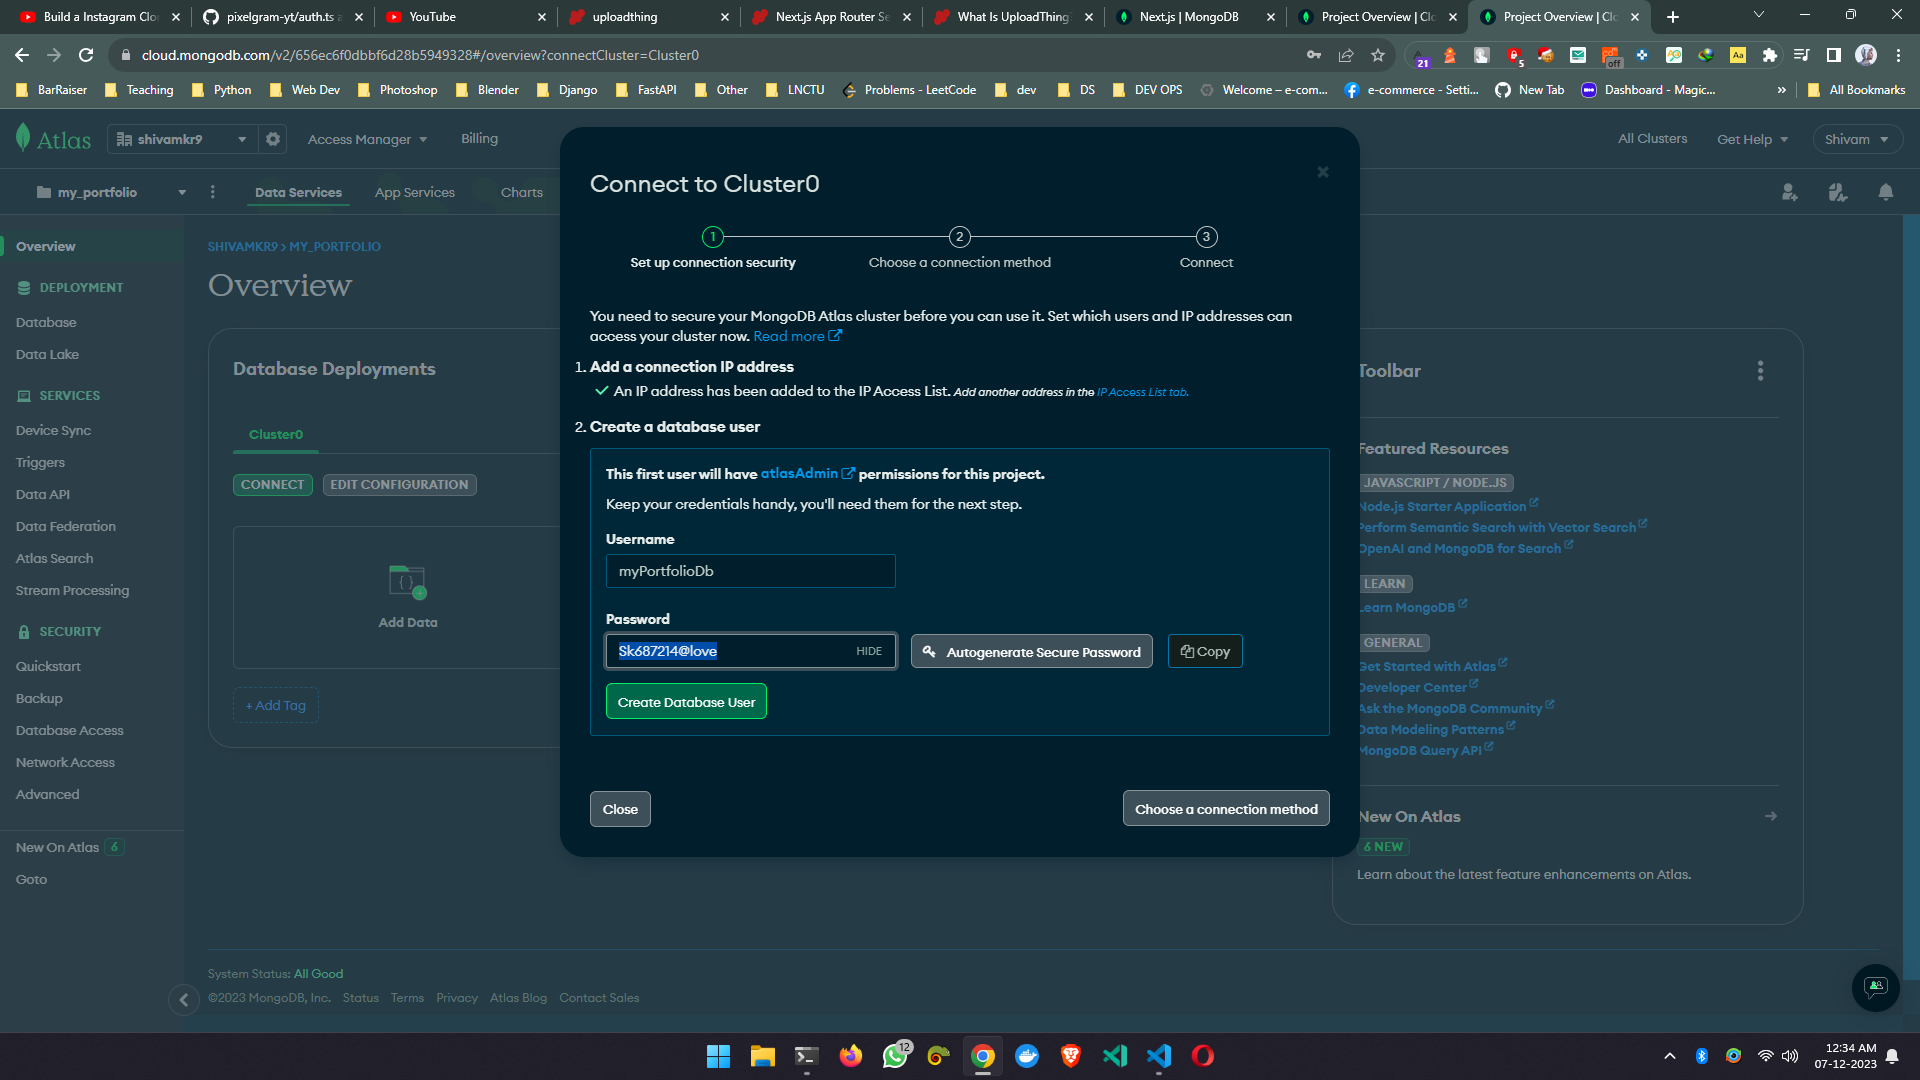 Build a Instagram Clo
pixelgram-yt/auth.ts a
YouTube
uploadthing
Next.js App Router Se
What Is UploadThing
Next.js | MongoDB
Project Overview | Clo
Project Overview | Clo
cloud.mongodb.com/v2/656ec6f0dbbf6d28b5949328#/overview?connectCluster=Cluster0
21
5
off
Aa
BarRaiser
Teaching
Python
Web Dev
Photoshop
Blender
Django
FastAPI
Other
LNCTU
Problems - LeetCode
dev
DS
DEV OPS
Welcome – e-com...
e-commerce - Setti...
New Tab
Dashboard - Magic...
»
All Bookmarks
Atlas
shivamkr9
Access Manager
Billing
All Clusters
Get Help
Shivam
my_portfolio
Data Services
App Services
Charts
Overview
DEPLOYMENT
Database
Data Lake
SERVICES
Device Sync
Triggers
Data API
Data Federation
Atlas Search
Stream Processing
SECURITY
Quickstart
Backup
Database Access
Network Access
Advanced
New On Atlas 6
Goto
SHIVAMKR9 > MY_PORTFOLIO
Overview
Database Deployments
Cluster0
CONNECT
EDIT CONFIGURATION
Add Data
+ Add Tag
Connect to Cluster0
1
2
3
Set up connection security
Choose a connection method
Connect
You need to secure your MongoDB Atlas cluster before you can use it. Set which users and IP addresses can
access your cluster now. Read more
1. Add a connection IP address
An IP address has been added to the IP Access List. Add another address in the IP Access List tab.
2. Create a database user
This first user will have atlasAdmin permissions for this project.
Keep your credentials handy, you'll need them for the next step.
Username
myPortfolioDb
Password
Sk687214@love
HIDE
Autogenerate Secure Password
Copy
Create Database User
Close
Choose a connection method
Toolbar
Featured Resources
JAVASCRIPT / NODE.JS
Node.js Starter Application
Perform Semantic Search with Vector Search
OpenAI and MongoDB for Search
LEARN
Learn MongoDB
GENERAL
Get Started with Atlas
Developer Center
Ask the MongoDB Community
Data Modeling Patterns
MongoDB Query API
New On Atlas
6 NEW
Learn about the latest feature enhancements on Atlas.
System Status: All Good
©2023 MongoDB, Inc.
Status
Terms
Privacy
Atlas Blog
Contact Sales
12
12:34 AM
07-12-2023